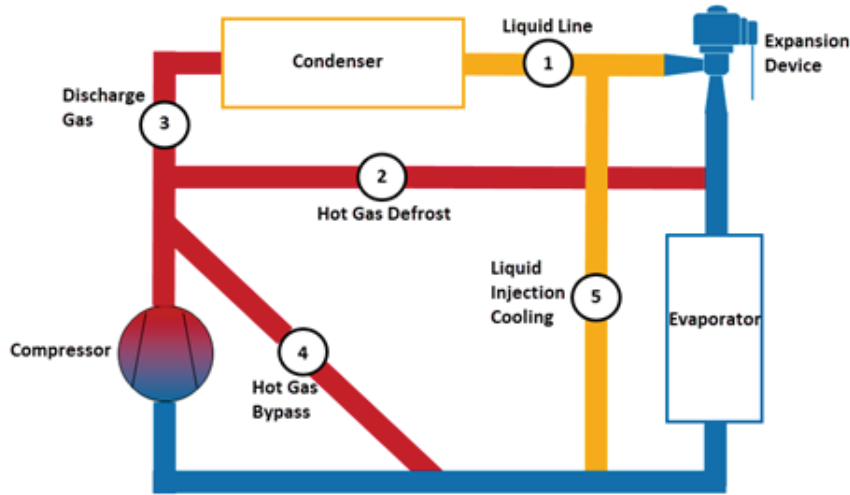 Liquid Line
1
Expansion
Device
Condenser
Discharge
Gas
3
2
Hot Gas Defrost
Liquid
Injection
Cooling
5
Evaporator
Compressor
4
Hot Gas
Bypass